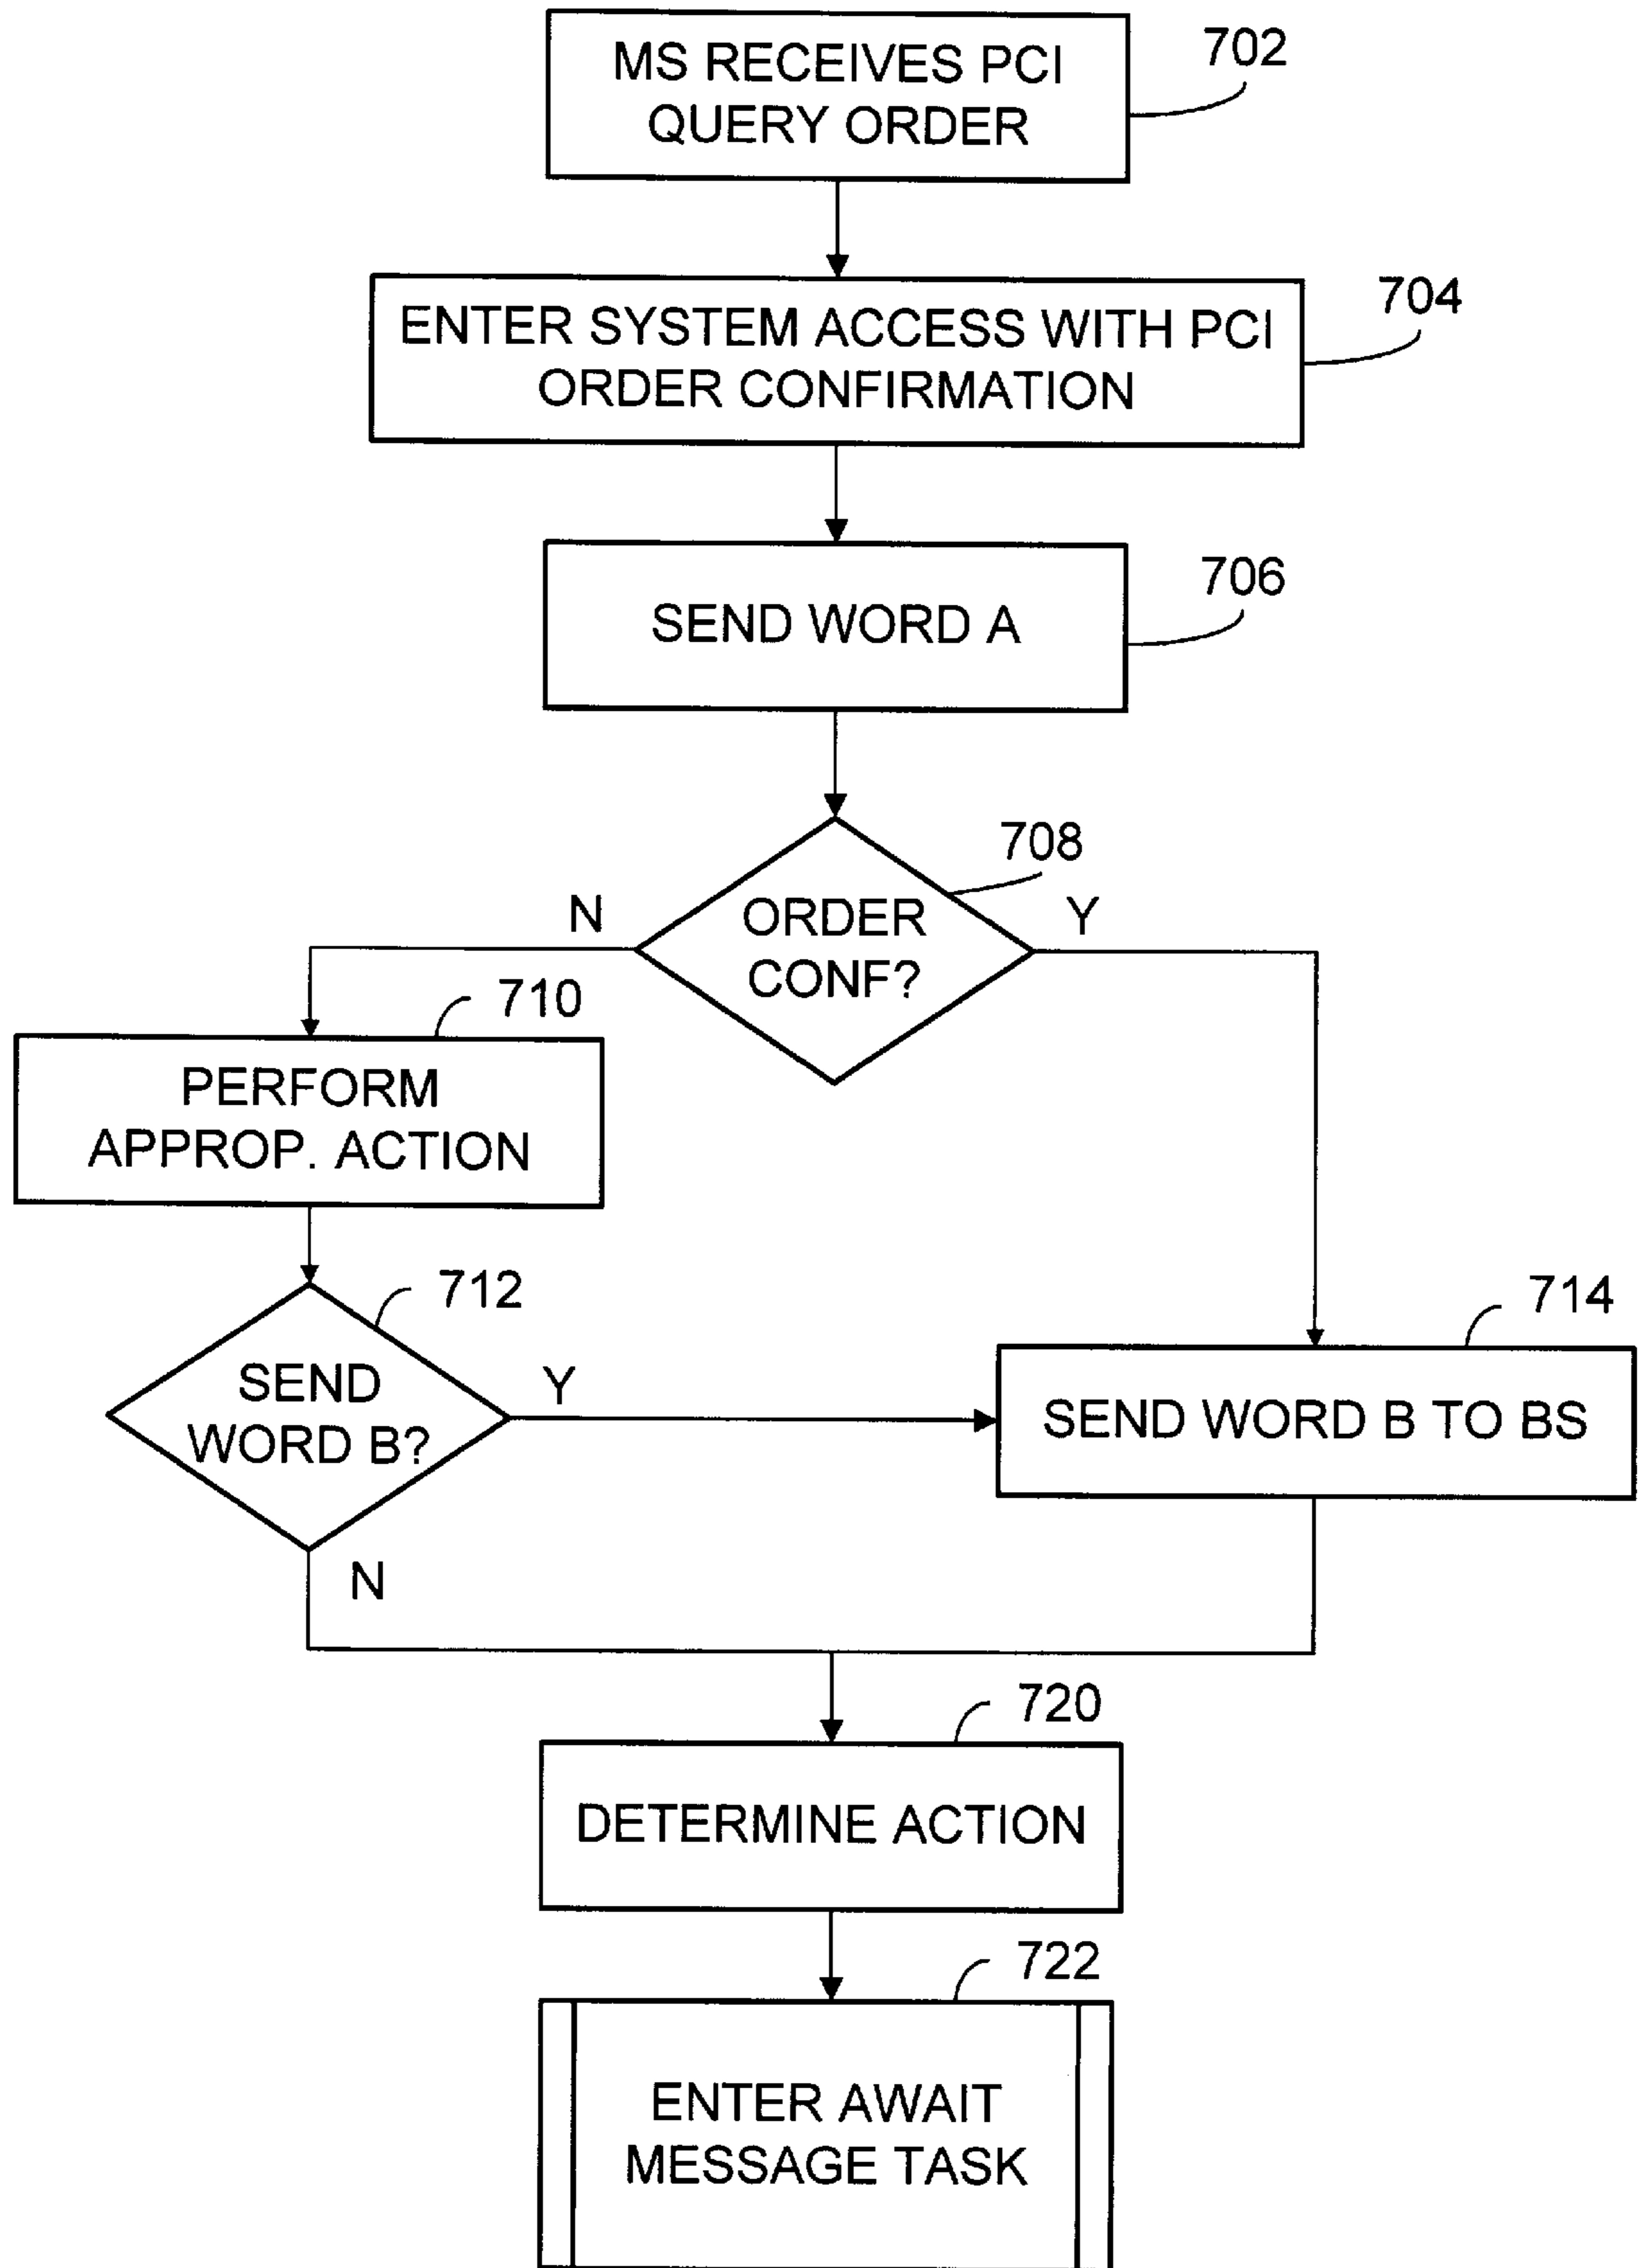 MS RECEIVES PCI
QUERY ORDER
702
ENTER SYSTEM ACCESS WITH PCI
ORDER CONFIRMATION
704
SEND WORD A
706
708
N
ORDER
CONF?
Y
710
PERFORM
APPROP. ACTION
712
SEND
WORD B?
Y
N
714
SEND WORD B TO BS
720
DETERMINE ACTION
722
ENTER AWAIT
MESSAGE TASK